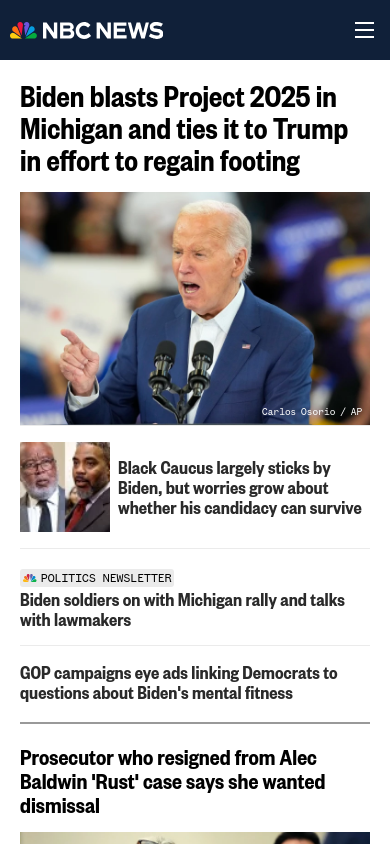 NBC NEWS
Biden blasts Project 2025 in
Michigan and ties it to Trump
in effort to regain footing
Carlos Osorio / AP
Black Caucus largely sticks by
Biden, but worries grow about
whether his candidacy can survive
POLITICS NEWSLETTER
Biden soldiers on with Michigan rally and talks
with lawmakers
GOP campaigns eye ads linking Democrats to
questions about Biden's mental fitness
Prosecutor who resigned from Alec
Baldwin 'Rust' case says she wanted
dismissal